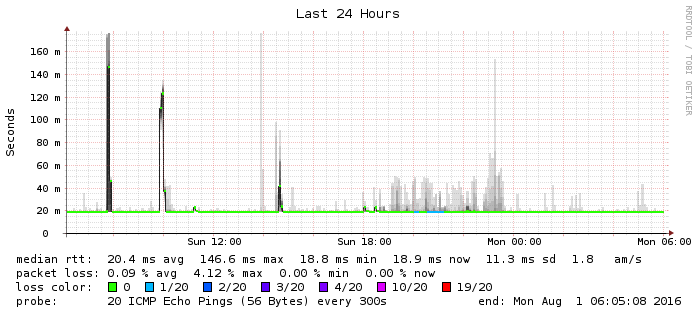 Last 24 Hours
RRDTOOL / TOBI OETIKER
Seconds
160 m
140 m
120 m
100 m
80 m
60 m
40 m
20 m
0
Sun 12:00 Sun 18:00 Mon 00:00 Mon 06:00
median rtt: 20.4 ms avg 146.6 ms max 18.8 ms min 18.9 ms now 11.3 ms sd 1.8 am/s
packet loss: 0.09 % avg 4.12 % max 0.00 % min 0.00 % now
loss color: 0 1/20 2/20 3/20 4/20 10/20 19/20
probe: 20 ICMP Echo Pings (56 Bytes) every 300s end: Mon Aug 1 06:05:08 2016